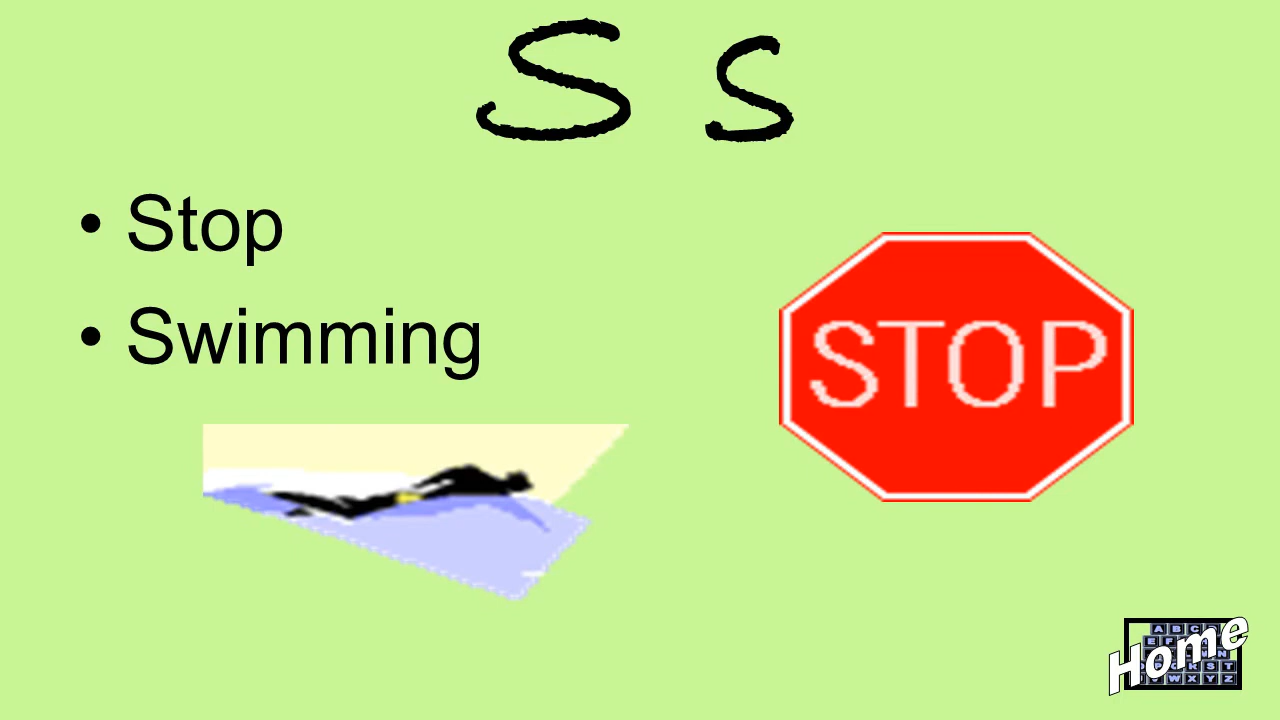 S s
• Stop
• Swimming
STOP
Home